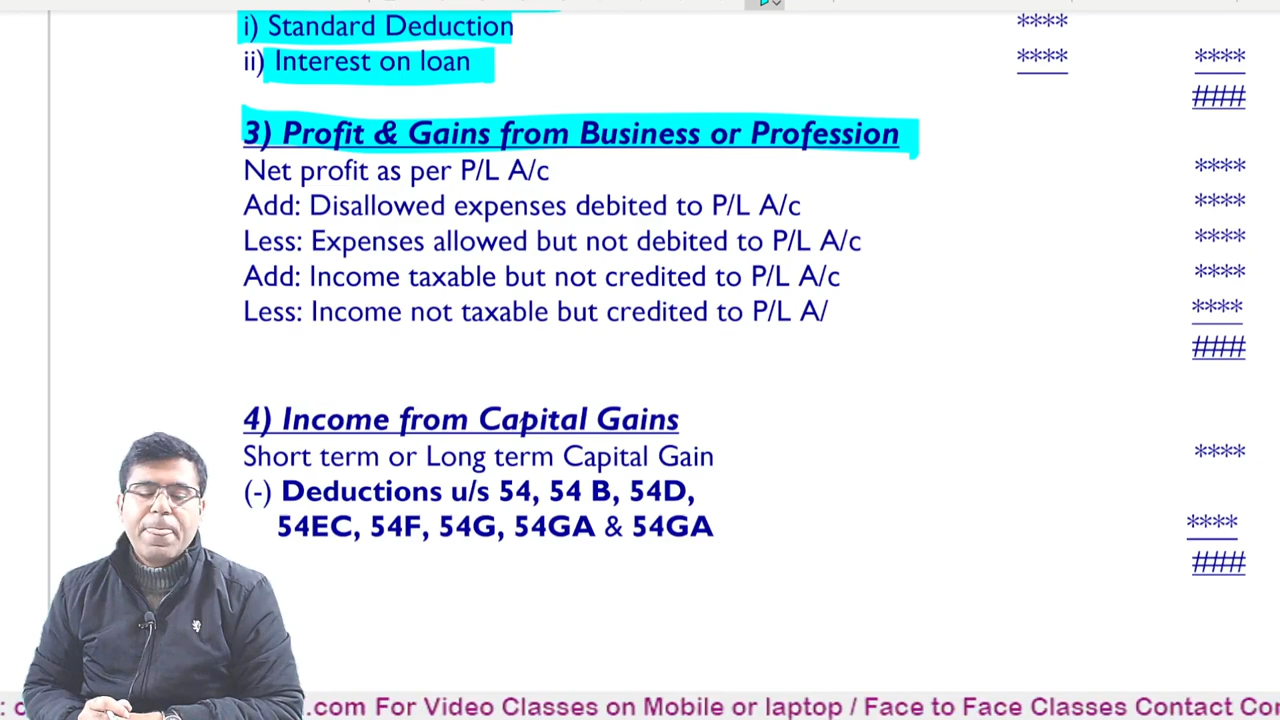 i) Standard Deduction ****
ii) Interest on loan **** ****
####
3) Profit & Gains from Business or Profession
Net profit as per P/L A/c ****
Add: Disallowed expenses debited to P/L A/c ****
Less: Expenses allowed but not debited to P/L A/c ****
Add: Income taxable but not credited to P/L A/c ****
Less: Income not taxable but credited to P/L A/ ****
####
4) Income from Capital Gains
Short term or Long term Capital Gain ****
(-) Deductions u/s 54, 54 B, 54D,
54EC, 54F, 54G, 54GA & 54GA ****
####
.com For Video Classes on Mobile or laptop / Face to Face Classes Contact